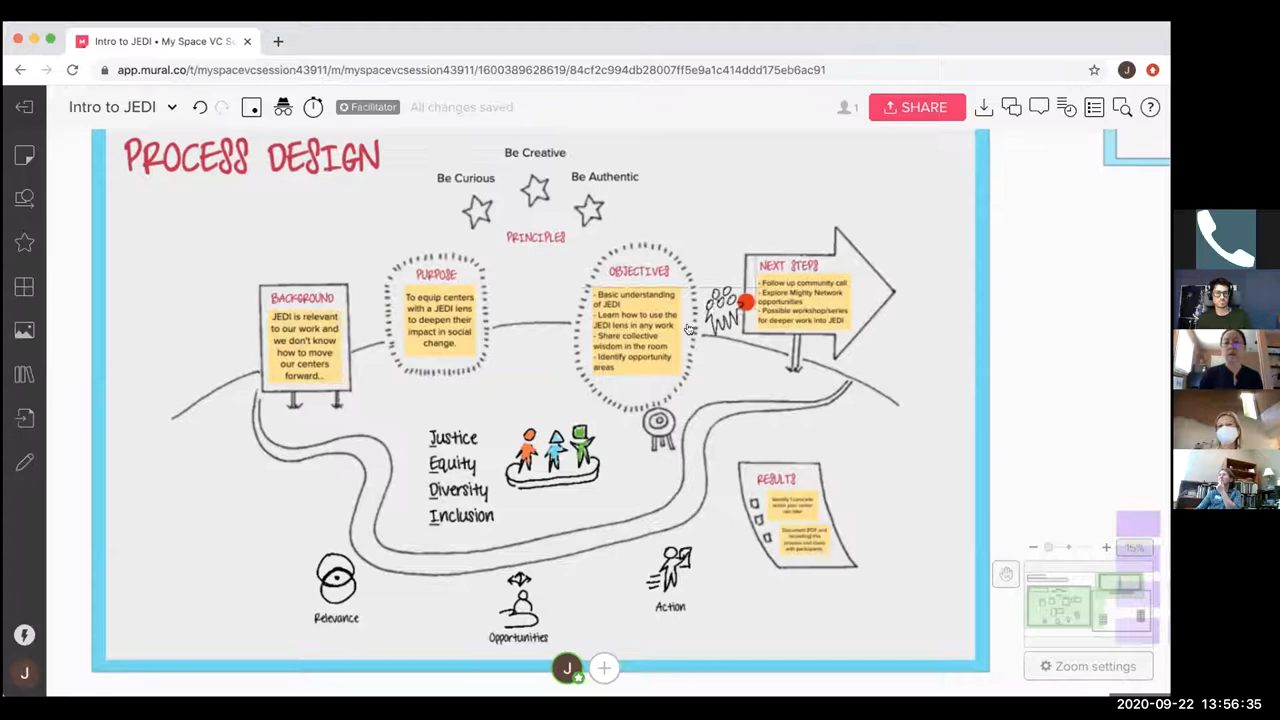 Intro to JEDI • My Space VC S
app.mural.co/t/myspacevcsession43911/m/myspacevcsession43911/1600389628619/84cf2c994db28007ff5e9a1c414ddd175eb6ac91
J
Intro to JEDI
Facilitator
All changes saved
1
SHARE
?
PROCESS DESIGN
Be Creative
Be Curious
Be Authentic
PRINCIPLES
BACKGROUND
JEDI is relevant
to our work and
we don't know
how to move
our centers
forward...
PURPOSE
To equip centers
with a JEDI lens
to deepen their
impact in social
change.
OBJECTIVES
- Basic understanding
of JEDI
- Learn how to use the
JEDI lens in any work
- Share collective
wisdom in the room
- Identify opportunity
areas
NEXT STEPS
- Follow up community call
- Explore Mighty Network
opportunities
- Possible workshop/series
for deeper work into JEDI
Justice
Equity
Diversity
Inclusion
RESULTS
Relevance
Opportunities
Action
15%
Zoom settings
J
J
2020-09-22 13:56:35